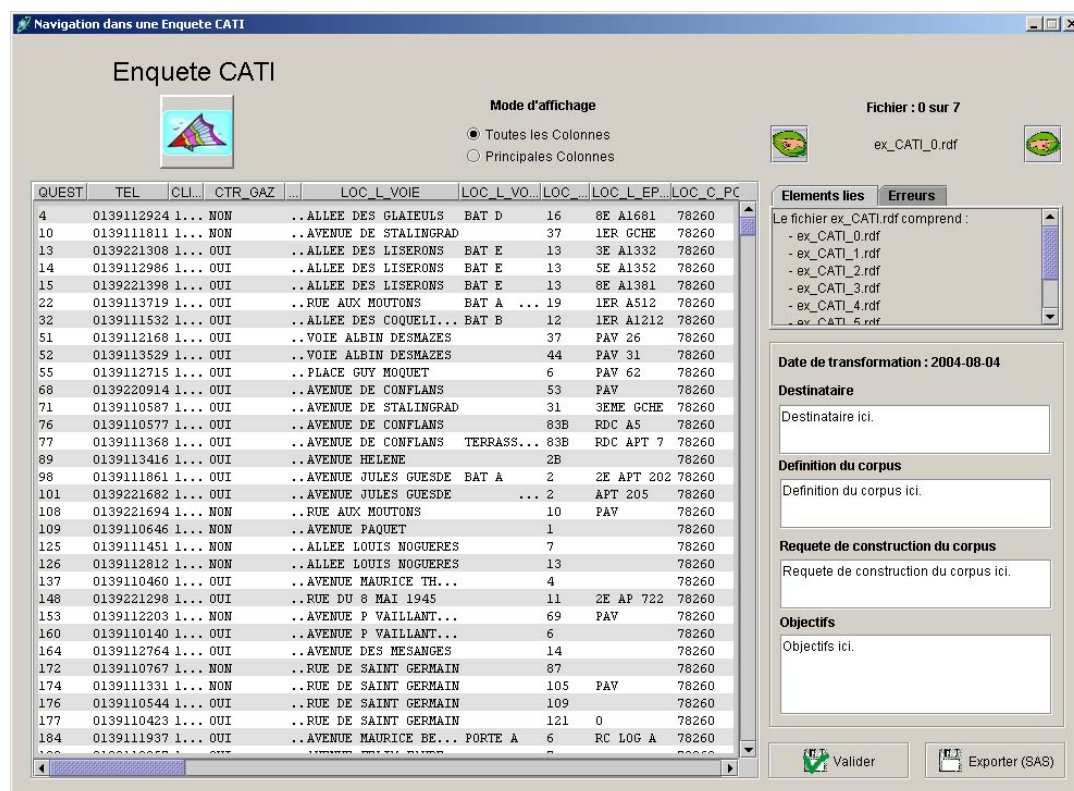 Navigation dans une Enquete CATI
Enquete CATI
Mode d'affichage
Toutes les Colonnes
Principales Colonnes
Fichier : 0 sur 7
ex_CATI_0.rdf
QUEST TEL CLI... CTR_GAZ ... LOC_L_VOIE LOC_L_VO... LOC_... LOC_L_EP... LOC_C_PO
4 0139112924 1... NON ..ALLEE DES GLAIEULS BAT D 16 8E A1681 78260
10 0139111811 1... NON ..AVENUE DE STALINGRAD 37 1ER GCHE 78260
13 0139221308 1... OUI ..ALLEE DES LISERONS BAT E 13 3E A1332 78260
14 0139112986 1... OUI ..ALLEE DES LISERONS BAT E 13 5E A1352 78260
15 0139221398 1... OUI ..ALLEE DES LISERONS BAT E 13 8E A1381 78260
22 0139113719 1... OUI ..RUE AUX MOUTONS BAT A ... 19 1ER A512 78260
32 0139111532 1... OUI ..ALLEE DES COQUELI... BAT B 12 1ER A1212 78260
51 0139112168 1... OUI ..VOIE ALBIN DESMAZES 37 PAV 26 78260
52 0139113529 1... OUI ..VOIE ALBIN DESMAZES 44 PAV 31 78260
55 0139112715 1... OUI ..PLACE GUY MOQUET 6 PAV 62 78260
68 0139220914 1... OUI ..AVENUE DE CONFLANS 53 PAV 78260
71 0139110587 1... OUI ..AVENUE DE STALINGRAD 31 3EME GCHE 78260
76 0139110577 1... OUI ..AVENUE DE CONFLANS 83B RDC A5 78260
77 0139111368 1... OUI ..AVENUE DE CONFLANS TERRASS... 83B RDC APT 7 78260
89 0139113416 1... OUI ..AVENUE HELENE 2B 78260
98 0139111861 1... OUI ..AVENUE JULES GUESDE BAT A 2 2E APT 202 78260
101 0139221682 1... OUI ..AVENUE JULES GUESDE ... 2 APT 205 78260
108 0139221694 1... NON ..RUE AUX MOUTONS 10 PAV 78260
109 0139110646 1... NON ..AVENUE PAQUET 1 78260
125 0139111451 1... NON ..ALLEE LOUIS NOGUERES 7 78260
126 0139112812 1... NON ..ALLEE LOUIS NOGUERES 13 78260
137 0139110460 1... OUI ..AVENUE MAURICE TH... 4 78260
148 0139221298 1... OUI ..RUE DU 8 MAI 1945 11 2E AP 722 78260
153 0139112203 1... NON ..AVENUE P VAILLANT... 69 PAV 78260
160 0139110140 1... OUI ..AVENUE P VAILLANT... 6 78260
164 0139112764 1... OUI ..AVENUE DES MESANGES 14 78260
172 0139110767 1... NON ..RUE DE SAINT GERMAIN 87 78260
174 0139111331 1... NON ..RUE DE SAINT GERMAIN 105 PAV 78260
176 0139110544 1... OUI ..RUE DE SAINT GERMAIN 109 78260
177 0139110423 1... OUI ..RUE DE SAINT GERMAIN 121 0 78260
184 0139111937 1... OUI ..AVENUE MAURICE BE... PORTE A 6 RC LOG A 78260
Elements lies Erreurs
Le fichier ex_CATI.rdf comprend :
- ex_CATI_0.rdf
- ex_CATI_1.rdf
- ex_CATI_2.rdf
- ex_CATI_3.rdf
- ex_CATI_4.rdf
- ex_CATI_5.rdf
Date de transformation : 2004-08-04
Destinataire
Destinataire ici.
Definition du corpus
Definition du corpus ici.
Requete de construction du corpus
Requete de construction du corpus ici.
Objectifs
Objectifs ici.
Valider
Exporter (SAS)